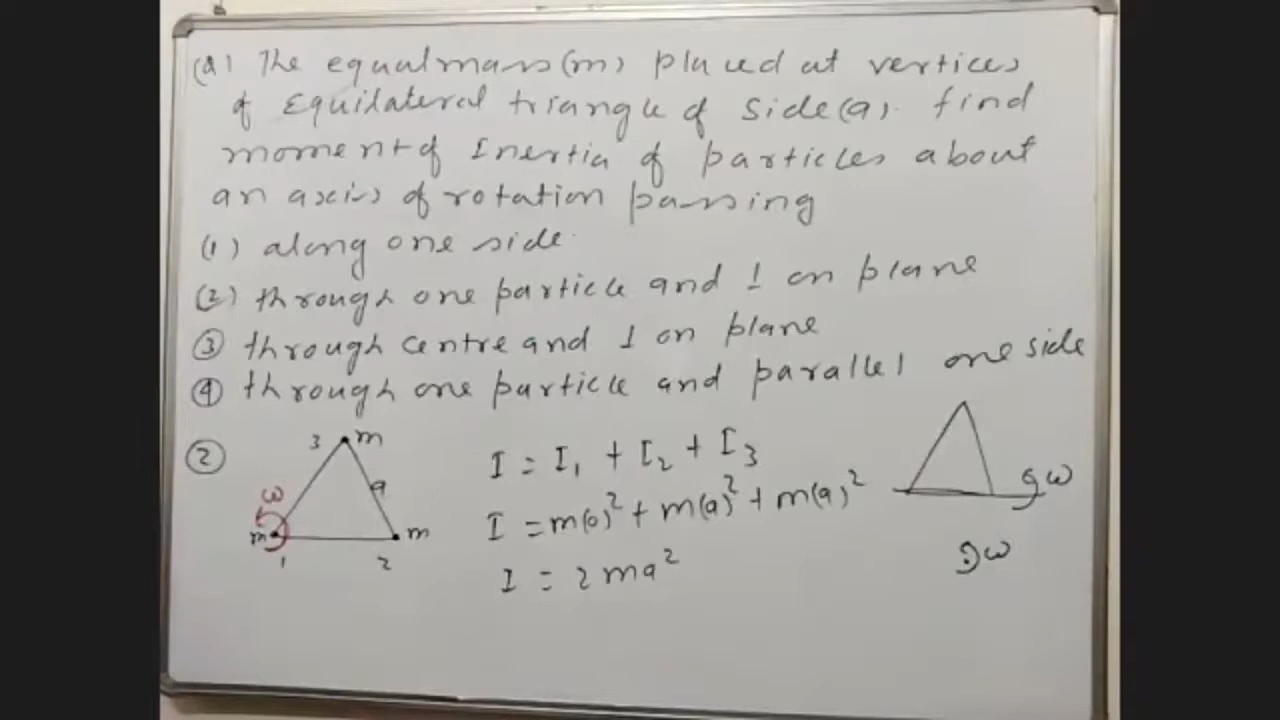 (Q) The equal mass (m) placed at vertices
of Equilateral triangle of side (a). find
moment of Inertia of particles about
an axis of rotation passing
(1) along one side.
(2) through one particle and ⊥ on plane
③ through centre and ⊥ on plane
④ through one particle and parallel one side
②
3 m
a
ω
m
m
1
2
I = I₁ + I₂ + I₃
I = m(0)² + m(a)² + m(a)²
I = 2ma²
ω
ω